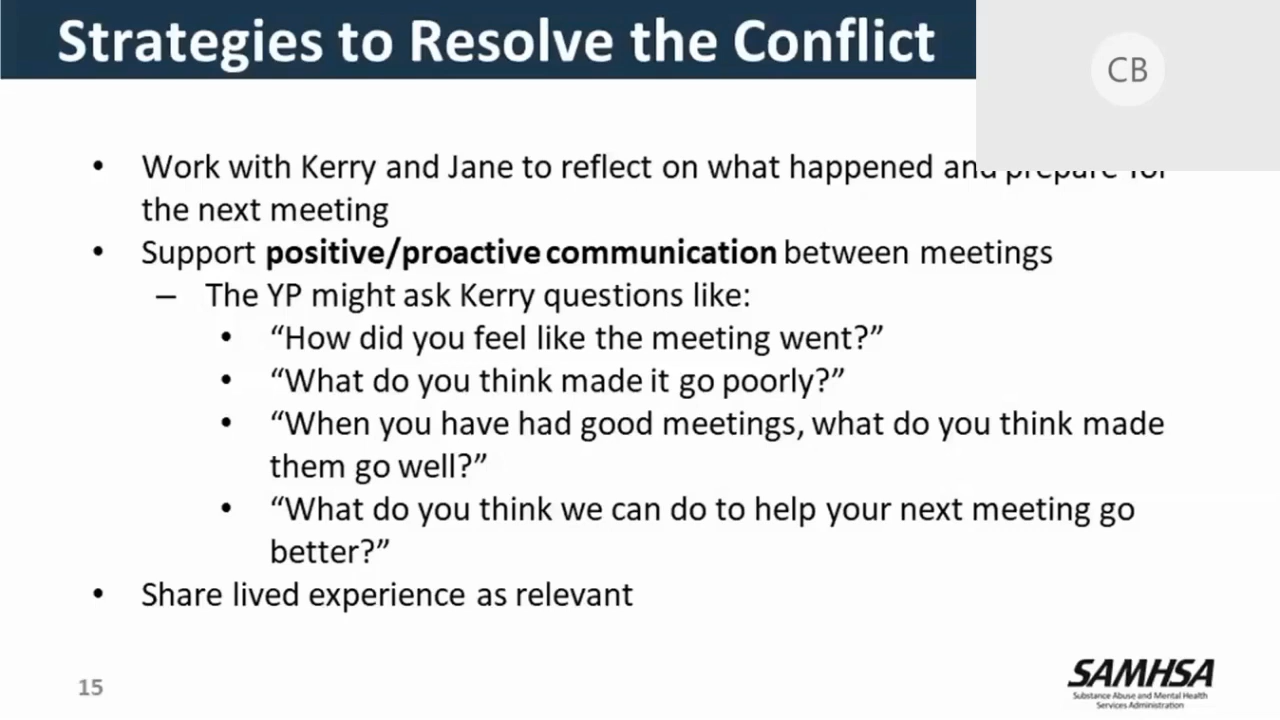 Strategies to Resolve the Conflict
CB
• Work with Kerry and Jane to reflect on what happened and prepare for
the next meeting
• Support positive/proactive communication between meetings
– The YP might ask Kerry questions like:
• “How did you feel like the meeting went?”
• “What do you think made it go poorly?”
• “When you have had good meetings, what do you think made
them go well?”
• “What do you think we can do to help your next meeting go
better?”
• Share lived experience as relevant
15
SAMHSA
Substance Abuse and Mental Health
Services Administration